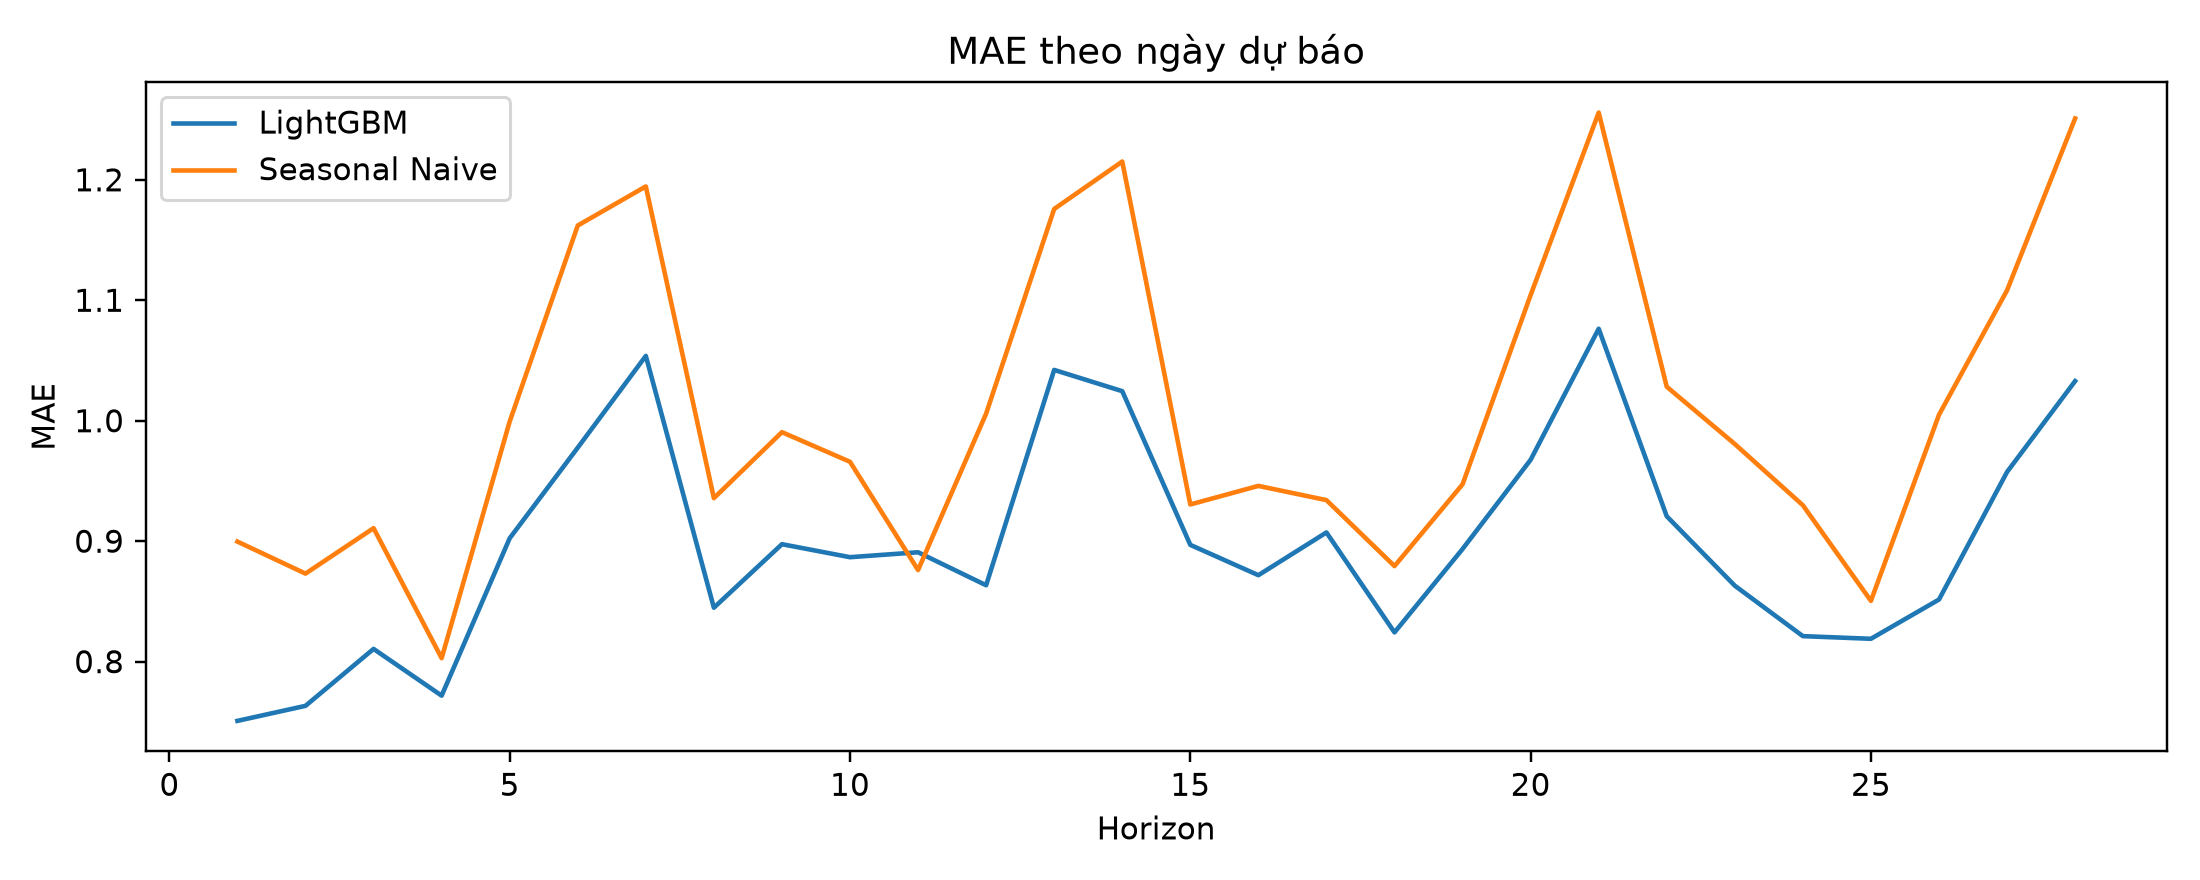 MAE theo ngày dự báo
LightGBM
Seasonal Naive
1.2
1.1
1.0
0.9
0.8
MAE
0 5 10 15 20 25
Horizon